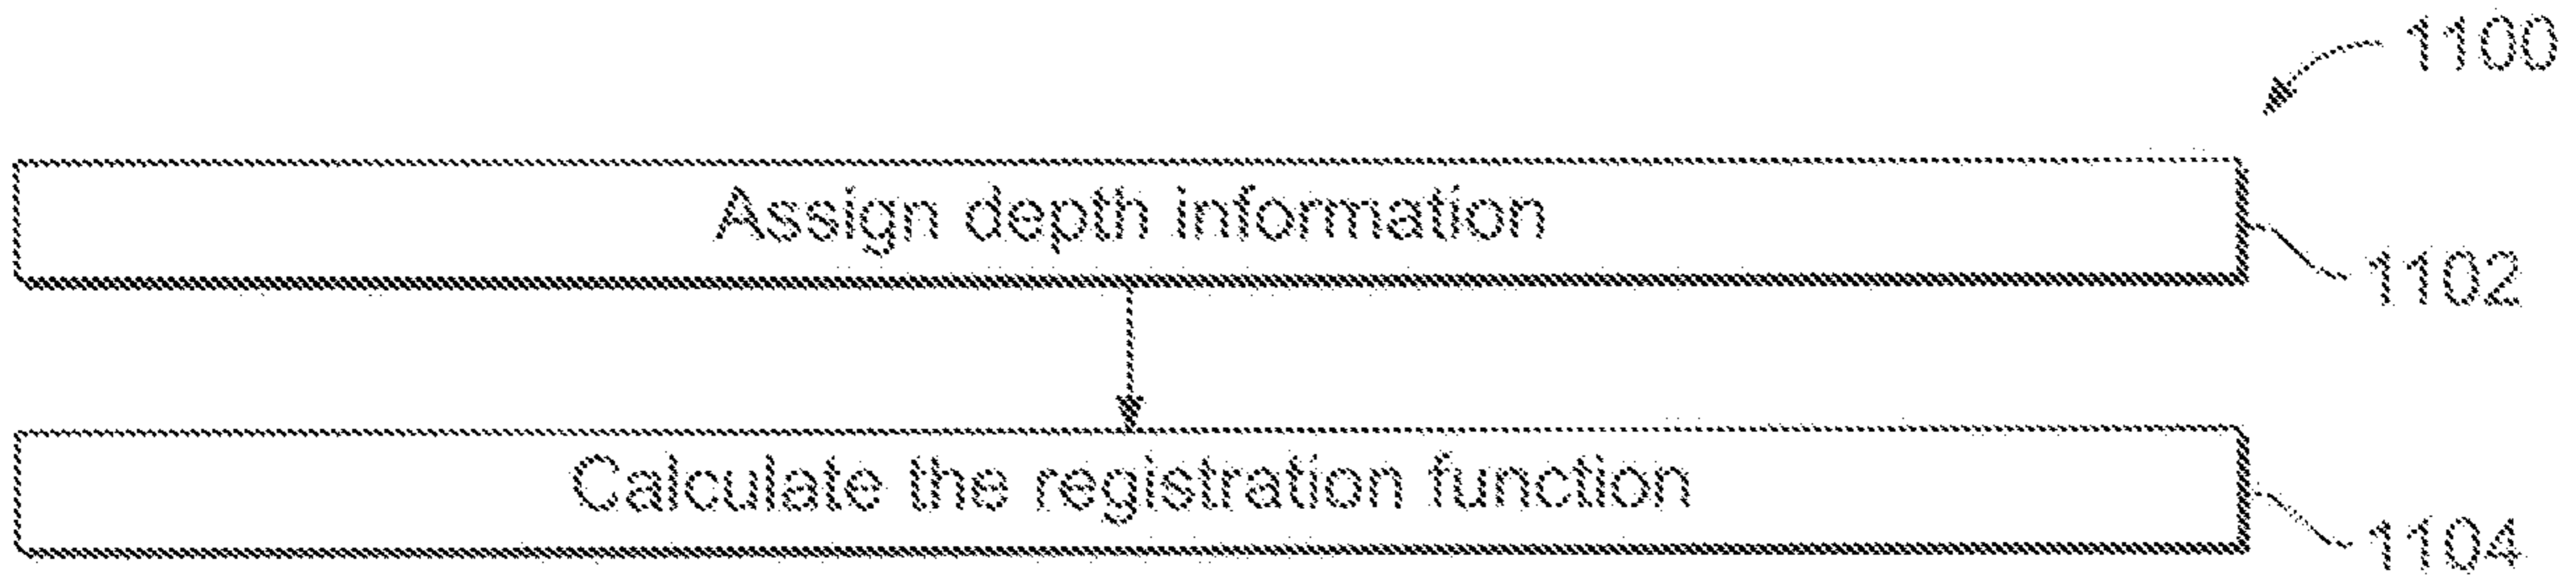 1100
Assign depth information
1102
Calculate the registration function
1104